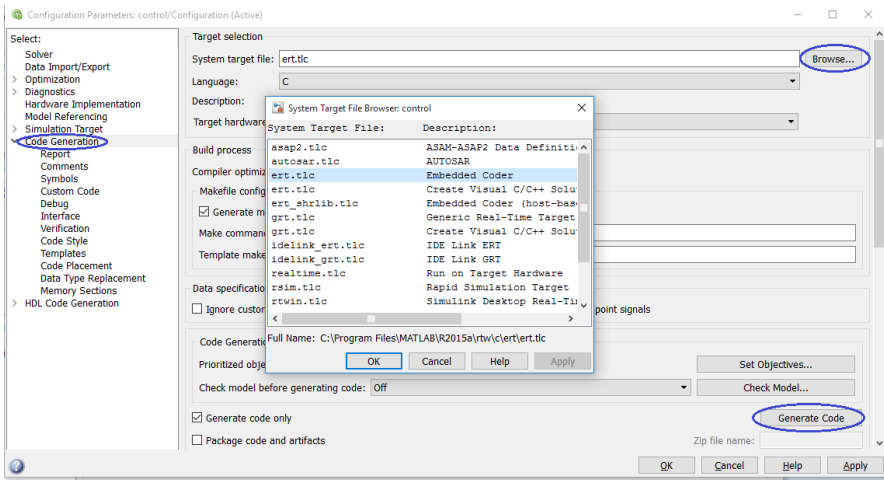 Configuration Parameters: control/Configuration (Active)
Select:
Solver
Data Import/Export
Optimization
Diagnostics
Hardware Implementation
Model Referencing
Simulation Target
Code Generation
Report
Comments
Symbols
Custom Code
Debug
Interface
Verification
Code Style
Templates
Code Placement
Data Type Replacement
Memory Sections
HDL Code Generation
Target selection
System target file: ert.tlc Browse...
Language: C
Description:
Target hardware
Build process
Compiler optimiz
Makefile config
Generate m
Make comman
Template make
Data specificatio
Ignore custor point signals
Code Generatio
Prioritized obje Set Objectives...
Check model before generating code: Off Check Model...
Generate code only Generate Code
Package code and artifacts Zip file name:
OK Cancel Help Apply
System Target File Browser: control
System Target File: Description:
asap2.tlc ASAM-ASAP2 Data Definiti
autosar.tlc AUTOSAR
ert.tlc Embedded Coder
ert.tlc Create Visual C/C++ Solu
ert_shrlib.tlc Embedded Coder (host-bas
grt.tlc Generic Real-Time Target
grt.tlc Create Visual C/C++ Solu
idelink_ert.tlc IDE Link ERT
idelink_grt.tlc IDE Link GRT
realtime.tlc Run on Target Hardware
rsim.tlc Rapid Simulation Target
rtwin.tlc Simulink Desktop Real-Ti
Full Name: C:\Program Files\MATLAB\R2015a\rtw\c\ert\ert.tlc
OK Cancel Help Apply